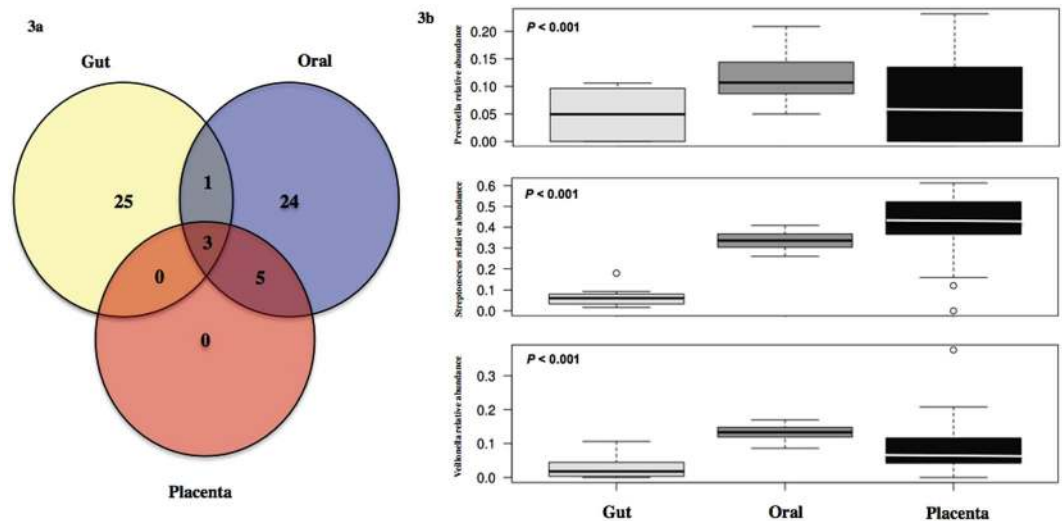 3a
Gut
Oral
25
1
24
3
0
5
0
Placenta
3b
P < 0.001
Prevotella relative abundance
0.20
0.15
0.10
0.05
0.00
P < 0.001
Streptococcus relative abundance
0.6
0.5
0.4
0.3
0.2
0.1
0.0
P < 0.001
Veillonella relative abundance
0.3
0.2
0.1
0.0
Gut
Oral
Placenta